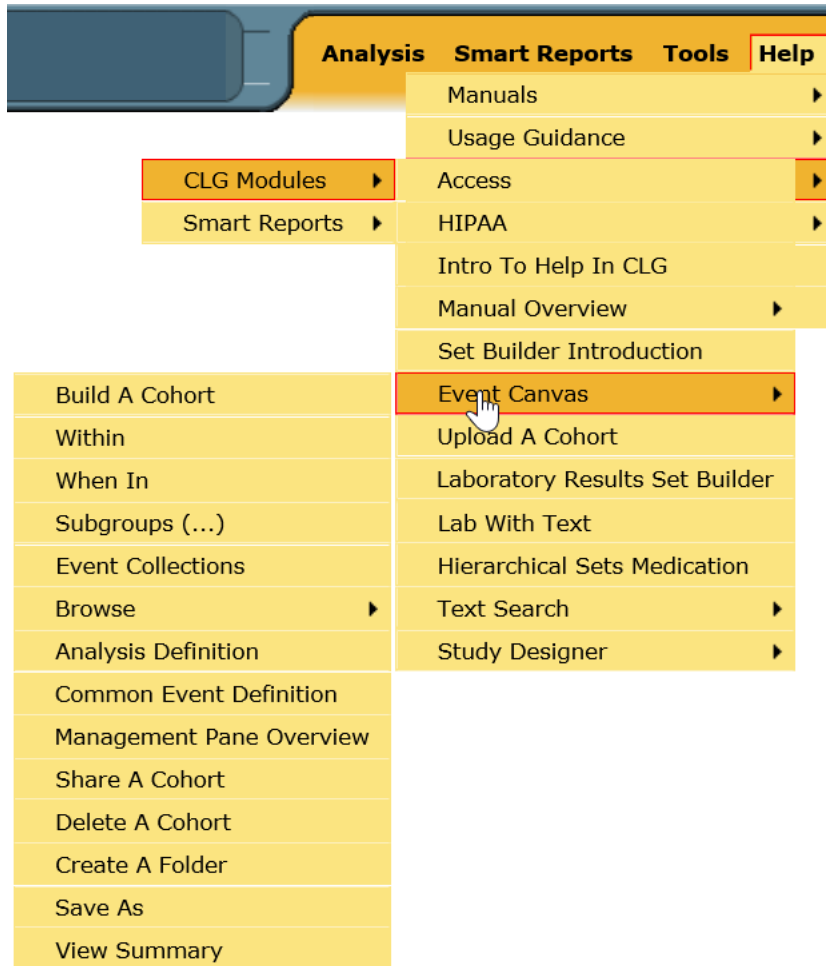 Analysis Smart Reports Tools Help
Manuals
Usage Guidance
CLG Modules
Smart Reports
Access
HIPAA
Intro To Help In CLG
Manual Overview
Set Builder Introduction
Event Canvas
Upload A Cohort
Laboratory Results Set Builder
Lab With Text
Hierarchical Sets Medication
Text Search
Study Designer
Build A Cohort
Within
When In
Subgroups (...)
Event Collections
Browse
Analysis Definition
Common Event Definition
Management Pane Overview
Share A Cohort
Delete A Cohort
Create A Folder
Save As
View Summary